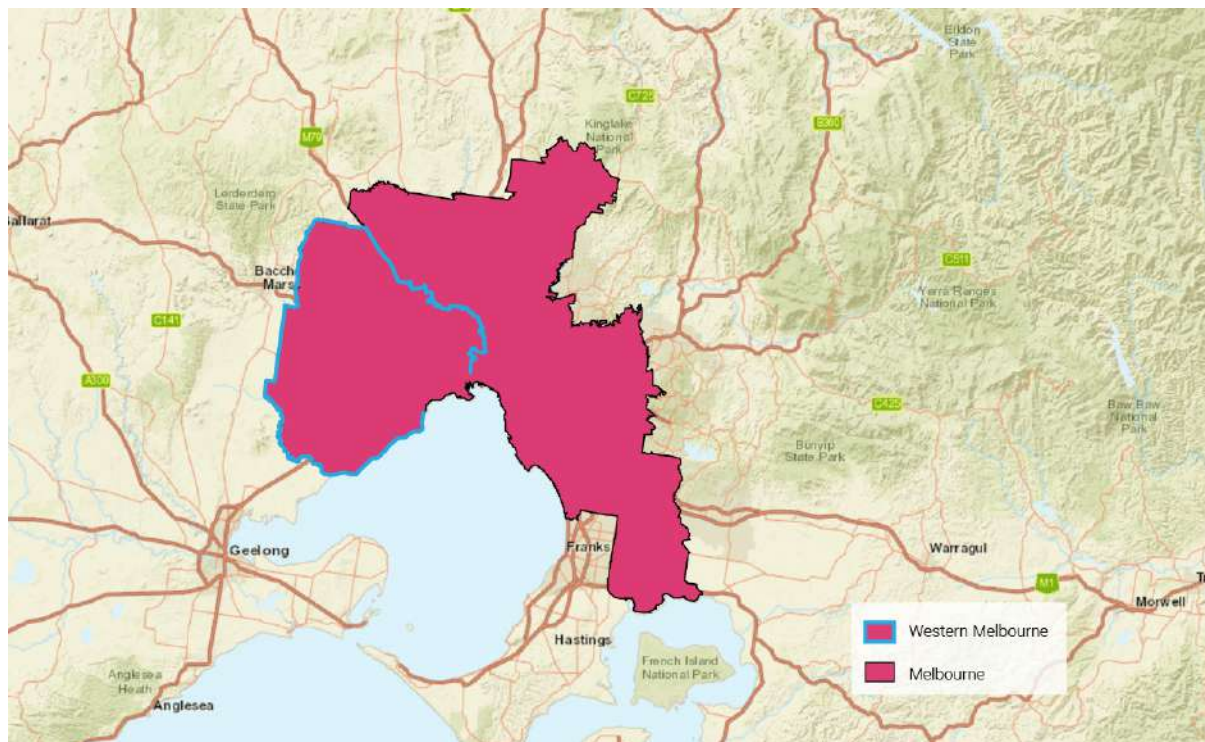 Eildon
State
Park
C725
M79
Kinglake
National
Park
B360
Lerderderg
State Park
Ballarat
C511
Bacch
Mars
Yarra Ranges
National Park
C141
A300
C425
Baw Baw
National
Park
Bunyip
State Park
Geelong
Franks
Warragul
M1
Morwell
Hastings
Western Melbourne
French Island
National Park
Melbourne
Anglesea
Heath
Anglesea